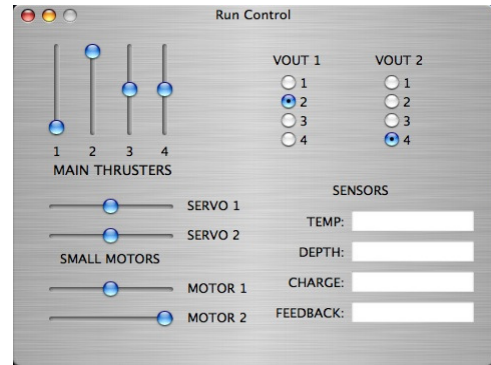 Run Control
VOUT 1 VOUT 2
1 1
2 2
3 3
4 4
1 2 3 4
MAIN THRUSTERS
SERVO 1
SERVO 2
SMALL MOTORS
MOTOR 1
MOTOR 2
SENSORS
TEMP:
DEPTH:
CHARGE:
FEEDBACK: